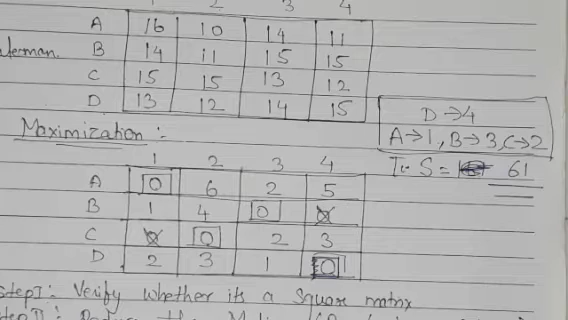 2 3 4
A 16 10 14 11
B 14 11 15 15
C 15 15 13 12
D 13 12 14 15
D→4
A→1, B→3, C→2
T. S = 61
Maximization :-
1 2 3 4
A 0 6 2 5
B 1 4 0 0
C 0 0 2 3
D 2 3 1 0
Step I: Verify whether its a square matrix